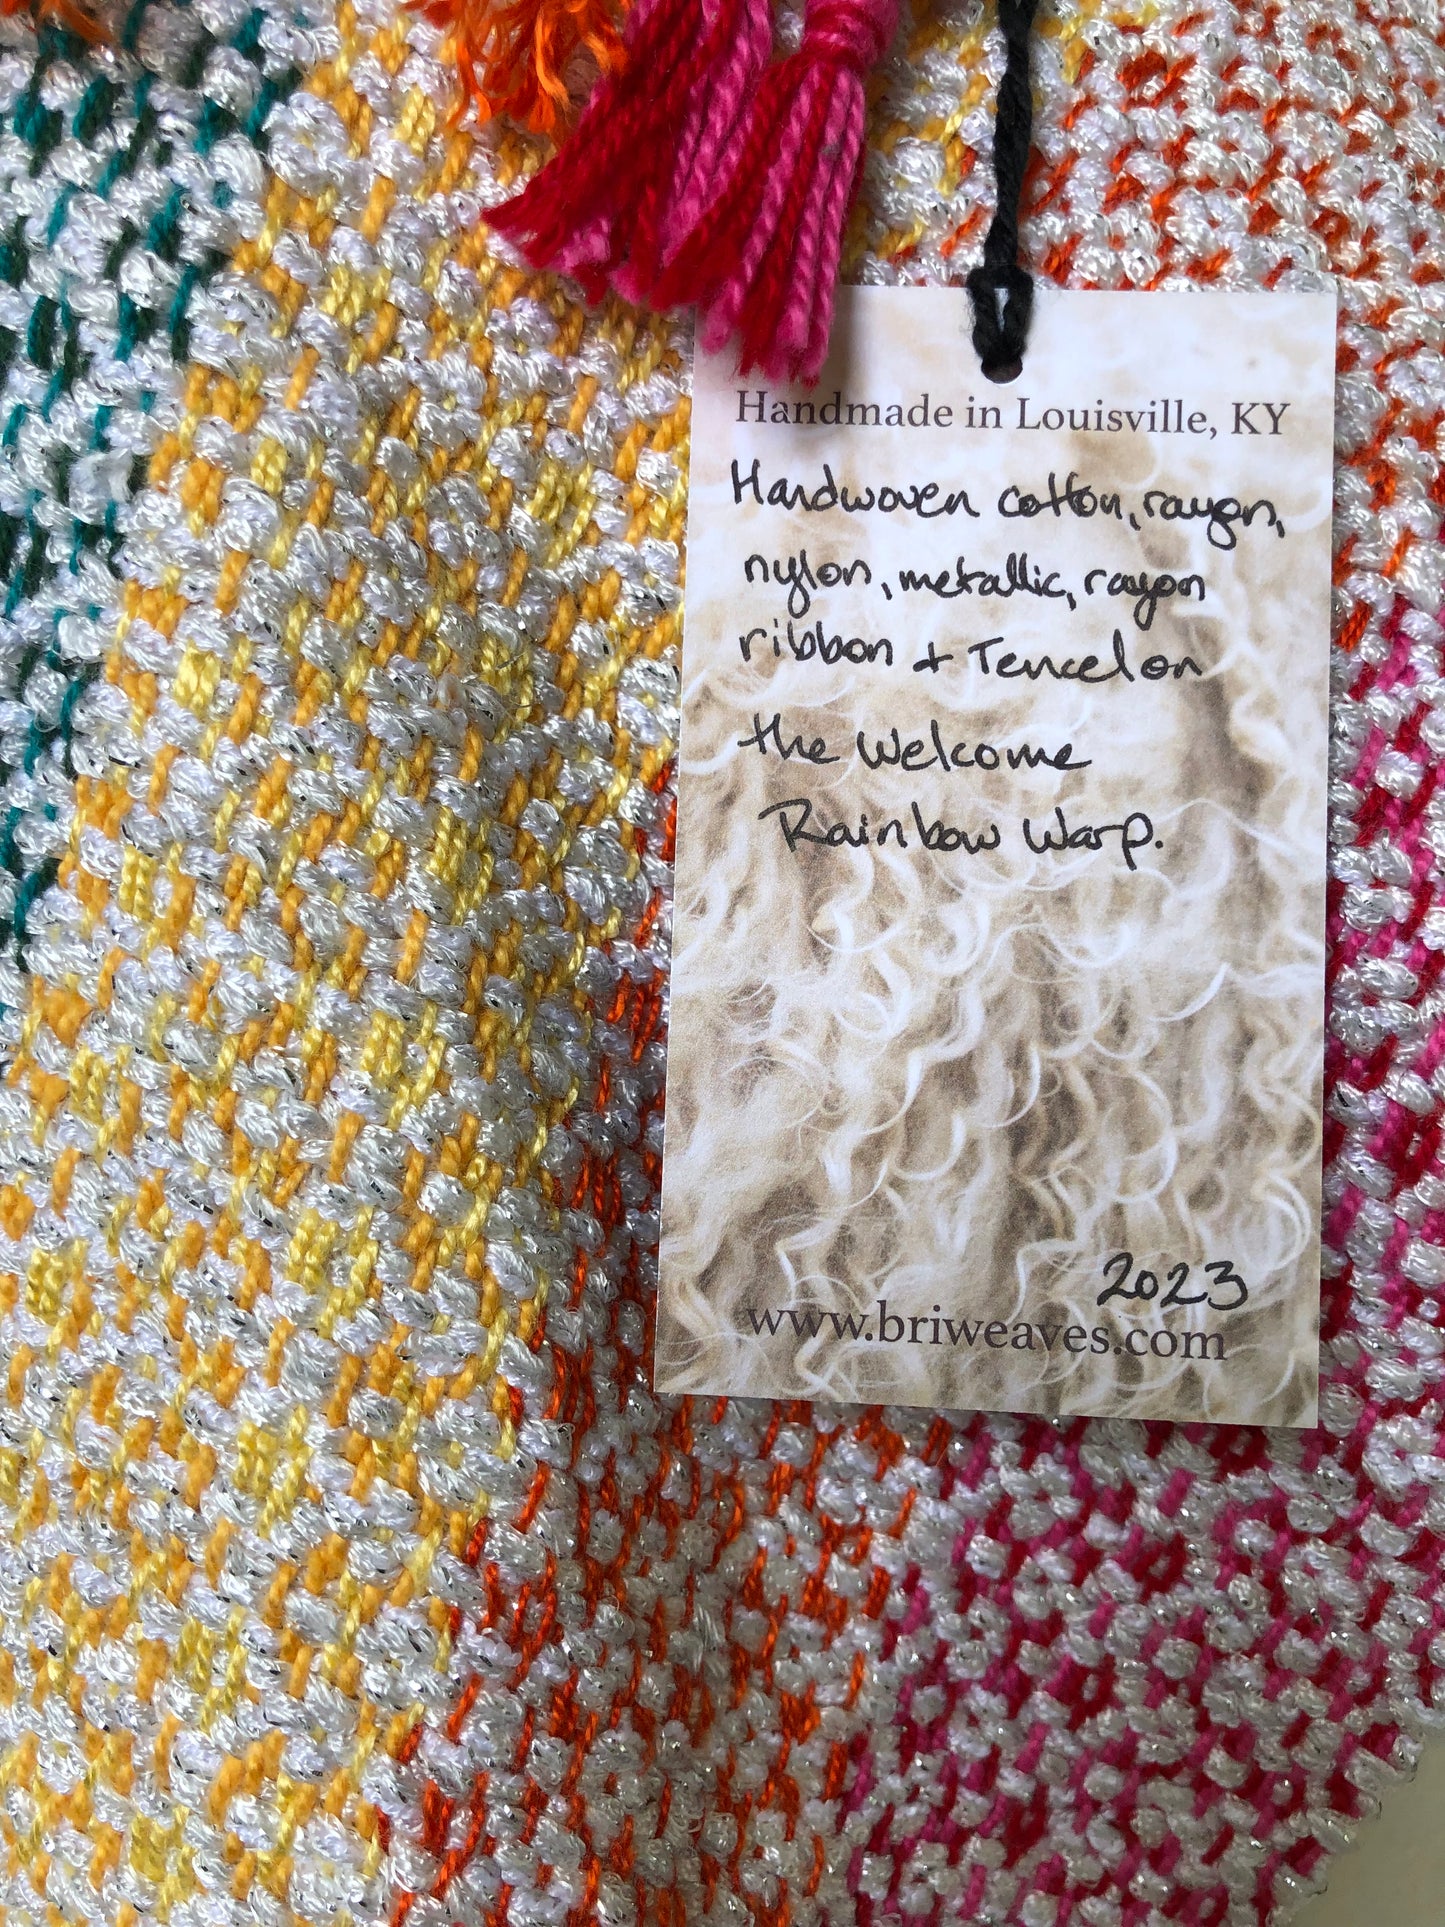 Handmade in Louisville, KY
Handwoven cotton, rayon,
nylon, metallic, rayon
ribbon + Tencel on
the Welcome
Rainbow Warp.
2023
www.briweaves.com